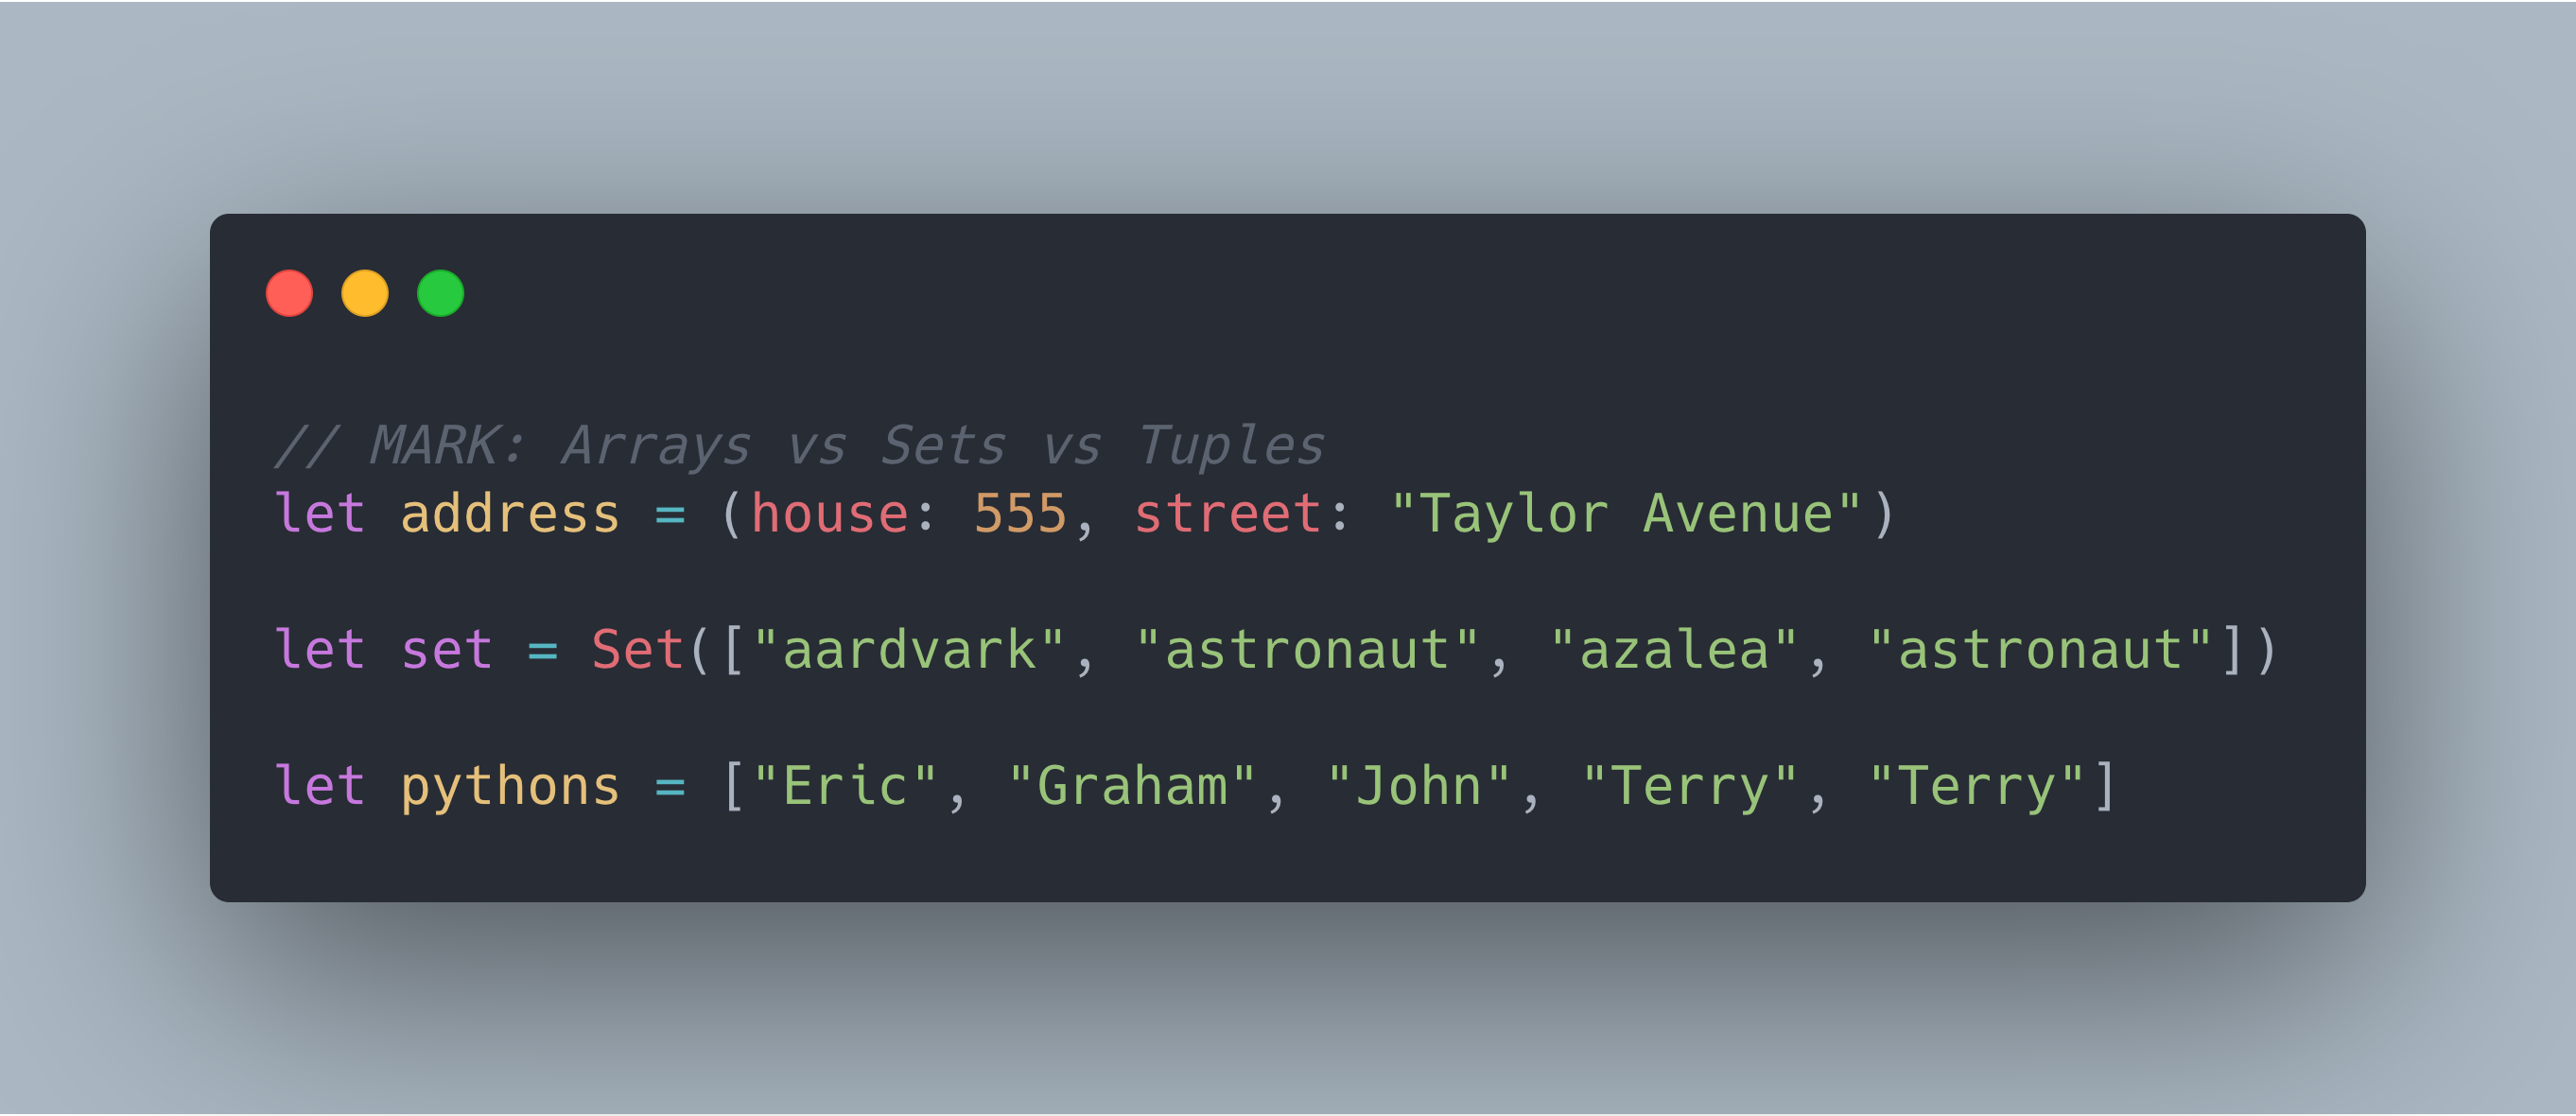 // MARK: Arrays vs Sets vs Tuples
let address = (house: 555, street: "Taylor Avenue")
let set = Set(["aardvark", "astronaut", "azalea", "astronaut"])
let pythons = ["Eric", "Graham", "John", "Terry", "Terry"]